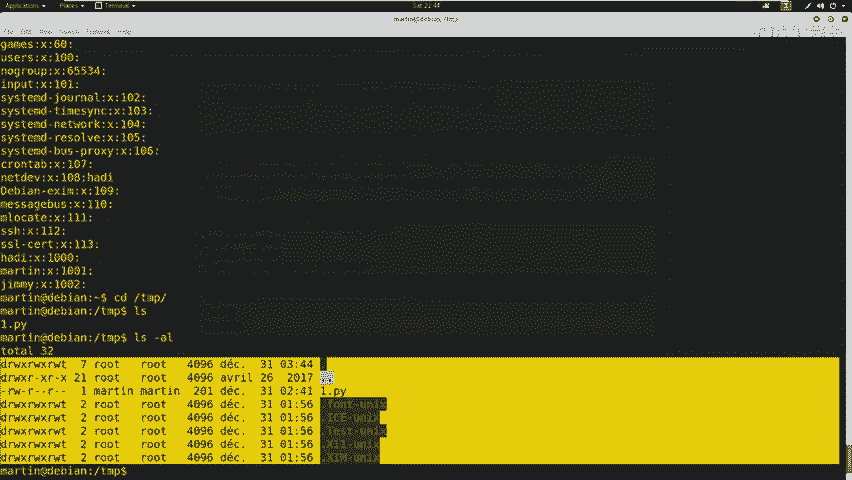 Applications Places Terminal Sat 21:44
martin@debian: /tmp
games:x:60:
users:x:100:
nogroup:x:65534:
input:x:101:
systemd-journal:x:102:
systemd-timesync:x:103:
systemd-network:x:104:
systemd-resolve:x:105:
systemd-bus-proxy:x:106:
crontab:x:107:
netdev:x:108:hadi
Debian-exim:x:109:
messagebus:x:110:
mlocate:x:111:
ssh:x:112:
ssl-cert:x:113:
hadi:x:1000:
martin:x:1001:
jimmy:x:1002:
martin@debian:~$ cd /tmp/
martin@debian:/tmp$ ls
1.py
martin@debian:/tmp$ ls -al
total 32
drwxrwxrwt 7 root root 4096 déc. 31 03:44 .
drwxr-xr-x 21 root root 4096 avril 26 2017 ..
-rw-r--r-- 1 martin martin 201 déc. 31 02:41 1.py
drwxrwxrwt 2 root root 4096 déc. 31 01:56 .font-unix
drwxrwxrwt 2 root root 4096 déc. 31 01:56 .ICE-unix
drwxrwxrwt 2 root root 4096 déc. 31 01:56 .Test-unix
drwxrwxrwt 2 root root 4096 déc. 31 01:56 .X11-unix
drwxrwxrwt 2 root root 4096 déc. 31 01:56 .XIM-unix
martin@debian:/tmp$